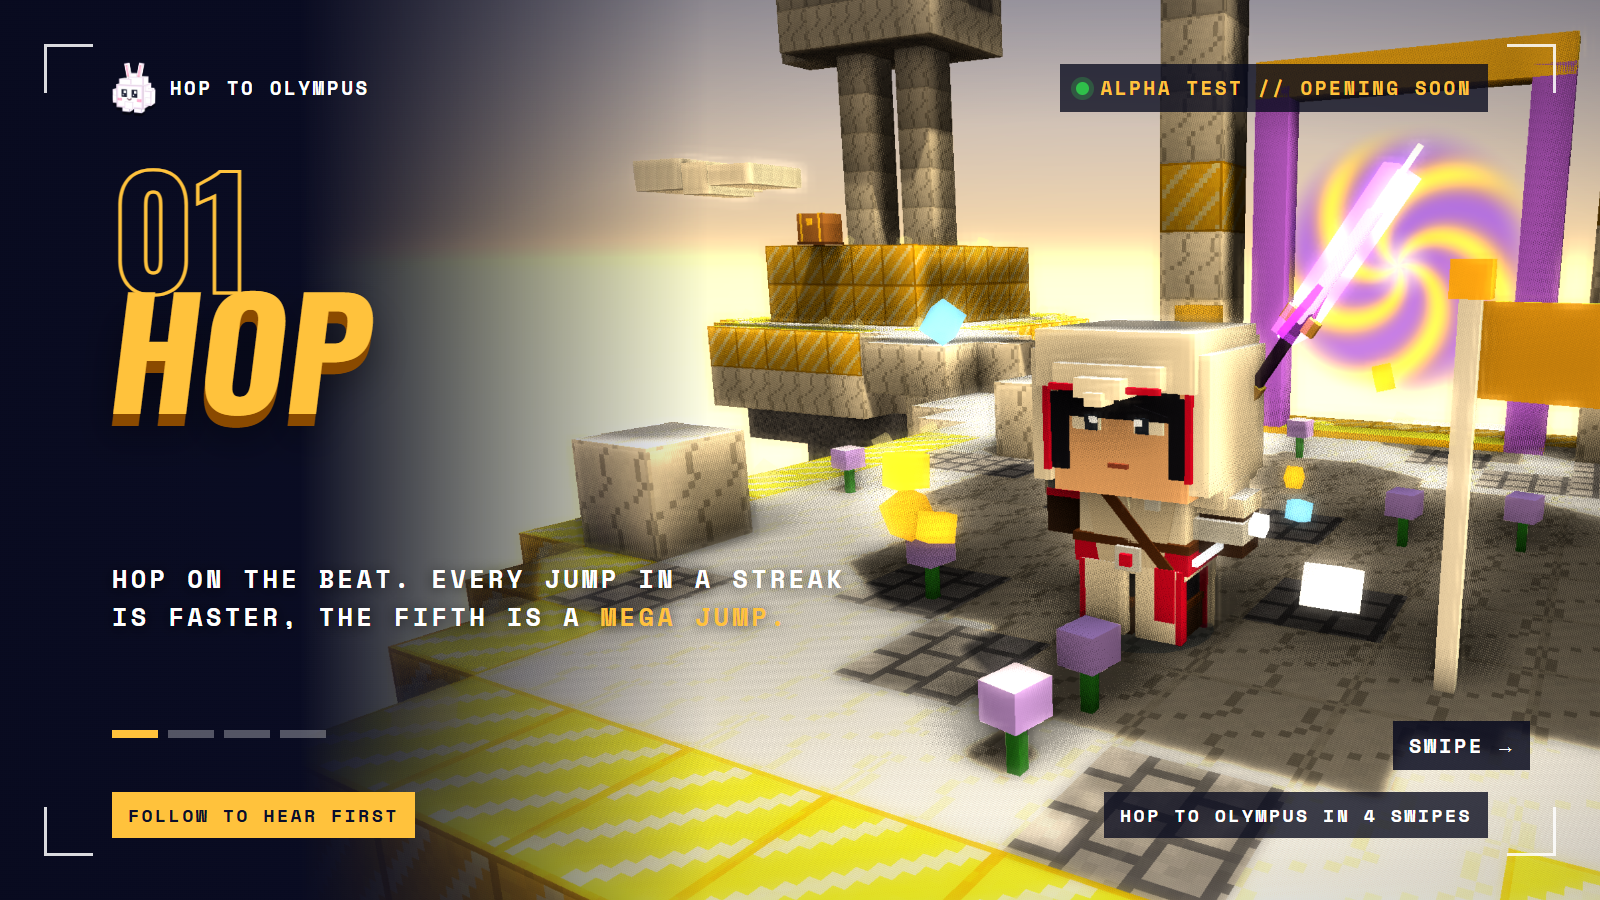 HOP TO OLYMPUS
ALPHA TEST // OPENING SOON
01
HOP
HOP ON THE BEAT. EVERY JUMP IN A STREAK
IS FASTER, THE FIFTH IS A MEGA JUMP.
SWIPE →
FOLLOW TO HEAR FIRST
HOP TO OLYMPUS IN 4 SWIPES